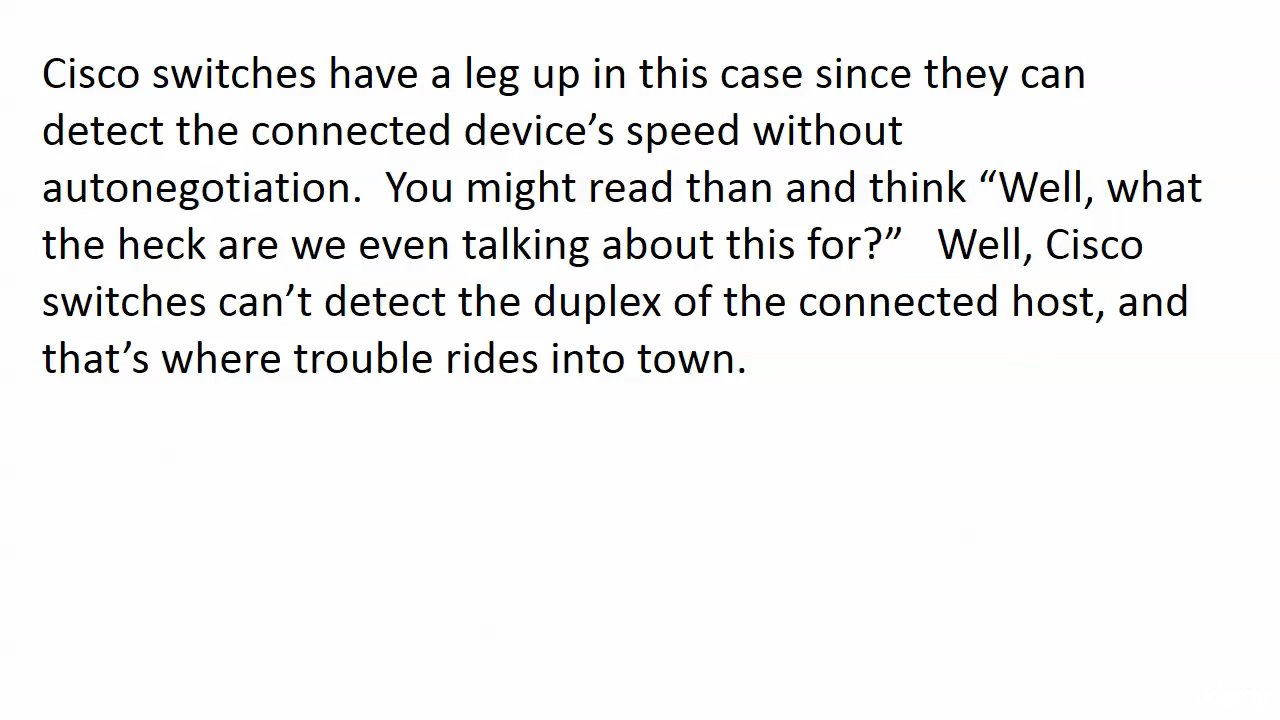 Cisco switches have a leg up in this case since they can
detect the connected device’s speed without
autonegotiation.  You might read than and think “Well, what
the heck are we even talking about this for?”   Well, Cisco
switches can’t detect the duplex of the connected host, and
that’s where trouble rides into town.